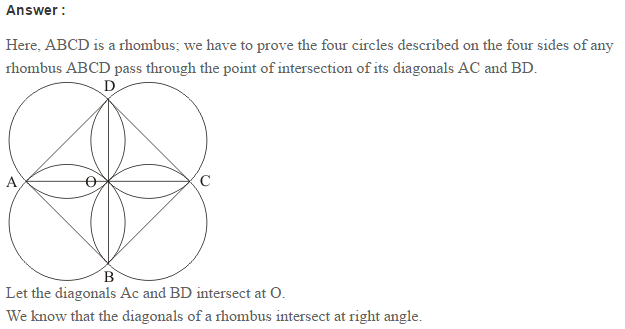 Answer :
Here, ABCD is a rhombus; we have to prove the four circles described on the four sides of any
rhombus ABCD pass through the point of intersection of its diagonals AC and BD.
D
A
O
C
B
Let the diagonals Ac and BD intersect at O.
We know that the diagonals of a rhombus intersect at right angle.